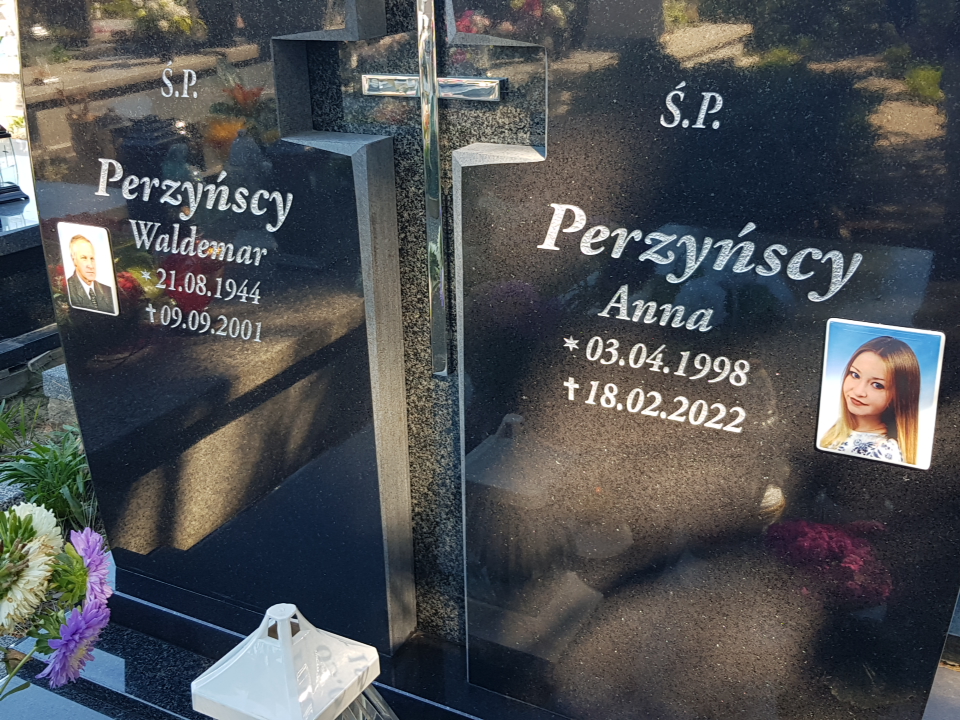 Ś.P.
Perzyńscy
Waldemar
* 21.08.1944
✝ 09.09.2001
Ś.P.
Perzyńscy
Anna
* 03.04.1998
✝ 18.02.2022